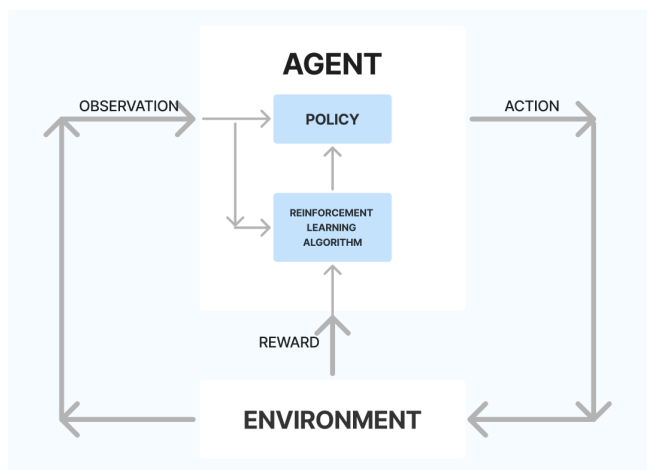 AGENT
OBSERVATION
ACTION
POLICY
REINFORCEMENT
LEARNING
ALGORITHM
REWARD
ENVIRONMENT